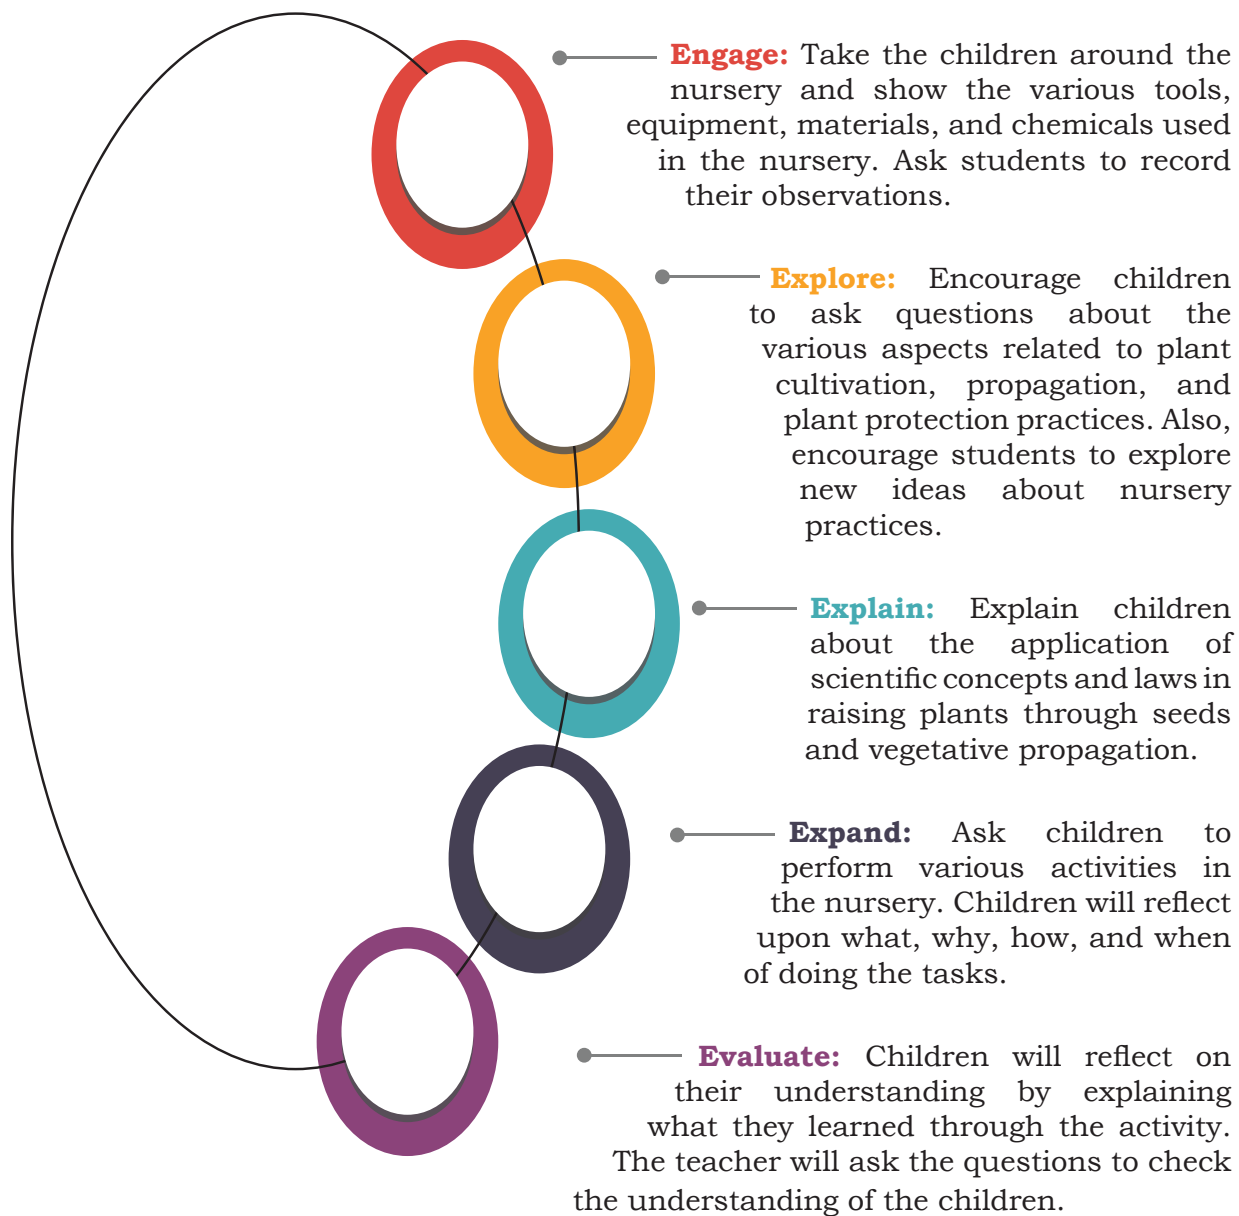 Engage: Take the children around the
nursery and show the various tools,
equipment, materials, and chemicals used
in the nursery. Ask students to record
their observations.
Explore: Encourage children
to ask questions about the
various aspects related to plant
cultivation, propagation, and
plant protection practices. Also,
encourage students to explore
new ideas about nursery
practices.
Explain: Explain children
about the application of
scientific concepts and laws in
raising plants through seeds
and vegetative propagation.
Expand: Ask children to
perform various activities in
the nursery. Children will reflect
upon what, why, how, and when
of doing the tasks.
Evaluate: Children will reflect on
their understanding by explaining
what they learned through the activity.
The teacher will ask the questions to check
the understanding of the children.